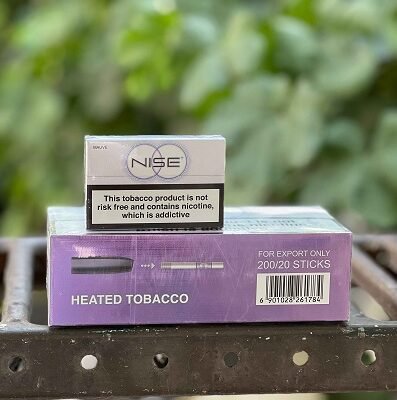 MAUVE
NISE
This tobacco product is not
risk free and contains nicotine,
which is addictive
FOR EXPORT ONLY
200/20 STICKS
HEATED TOBACCO
6 901028 261784